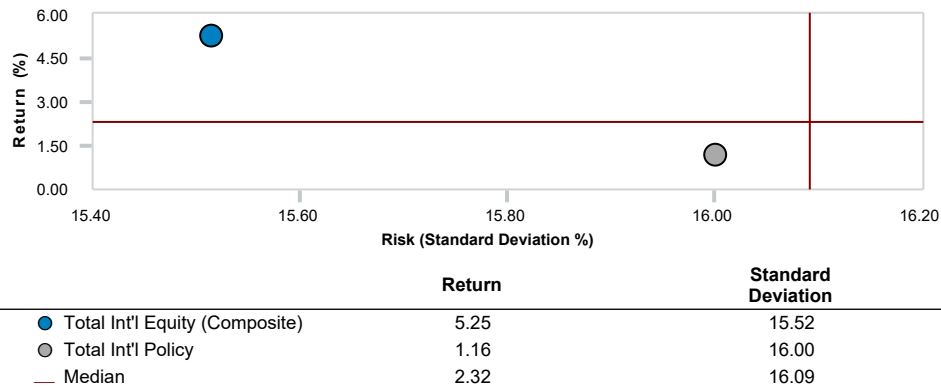 6.00
4.50
3.00
1.50
0.00
Return (%)
15.40 15.60 15.80 16.00 16.20
Risk (Standard Deviation %)
Return Standard Deviation
Total Int'l Equity (Composite) 5.25 15.52
Total Int'l Policy 1.16 16.00
Median 2.32 16.09